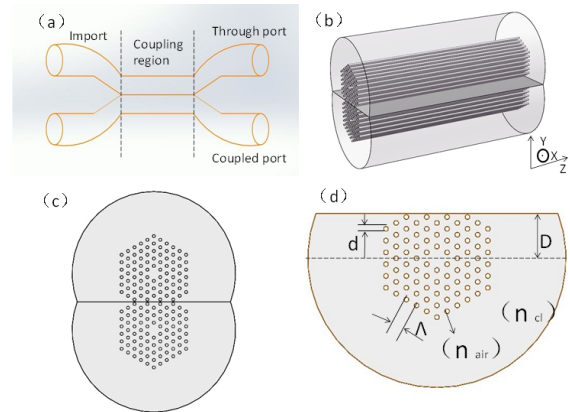 (a)
Import
Coupling
region
Through port
Coupled port
(b)
Y
X
Z
(c)
(d)
d
D
Λ
(n cl)
(n air)